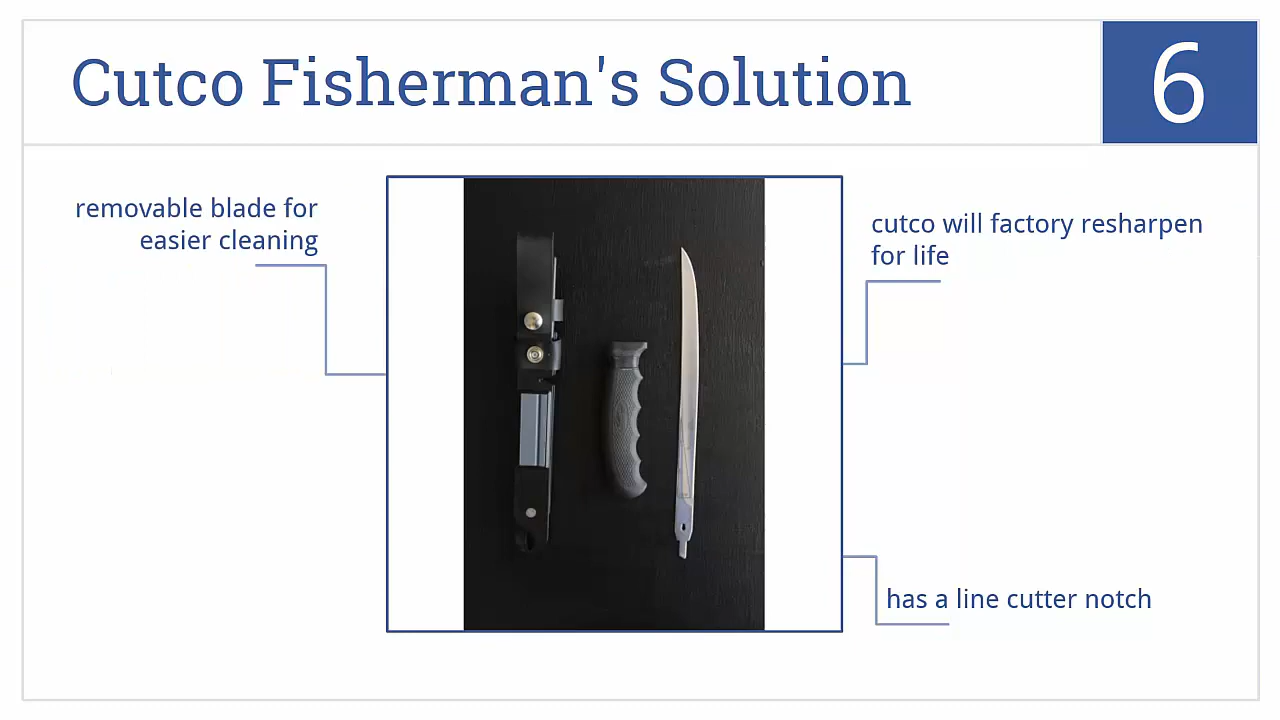 Cutco Fisherman's Solution
6
removable blade for
easier cleaning
cutco will factory resharpen
for life
has a line cutter notch